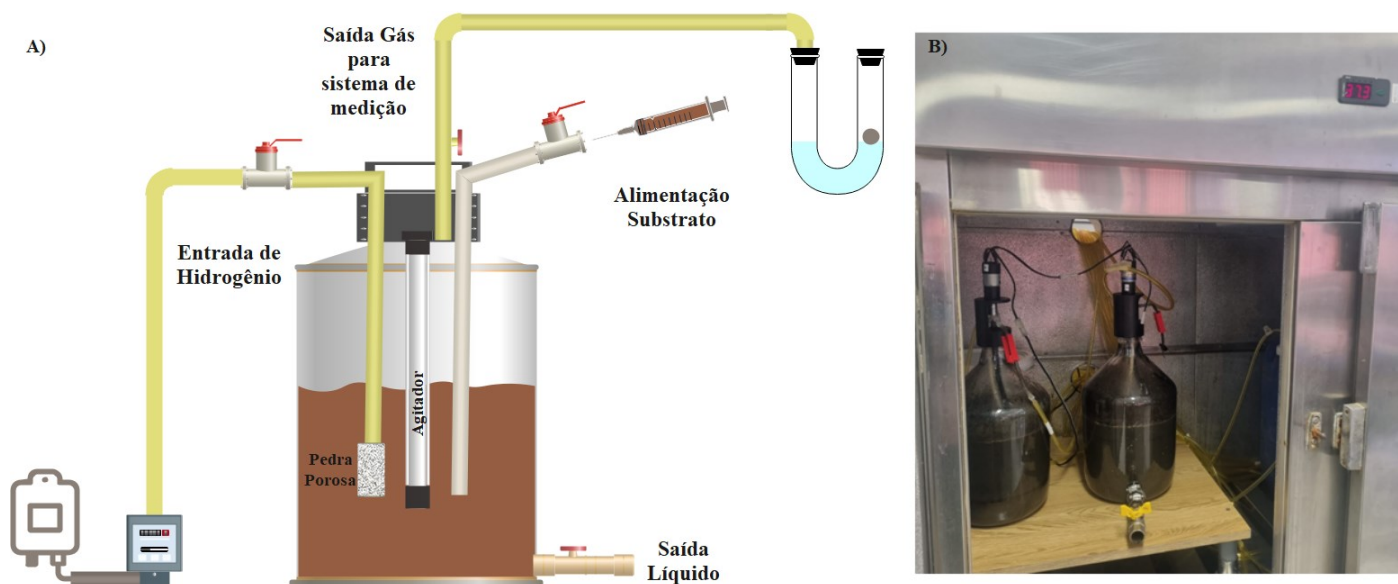 A)
Saída Gás
para
sistema de
medição
Entrada de
Hidrogênio
Alimentação
Substrato
Agitador
Pedra
Porosa
Saída
Líquido
B)
37.3